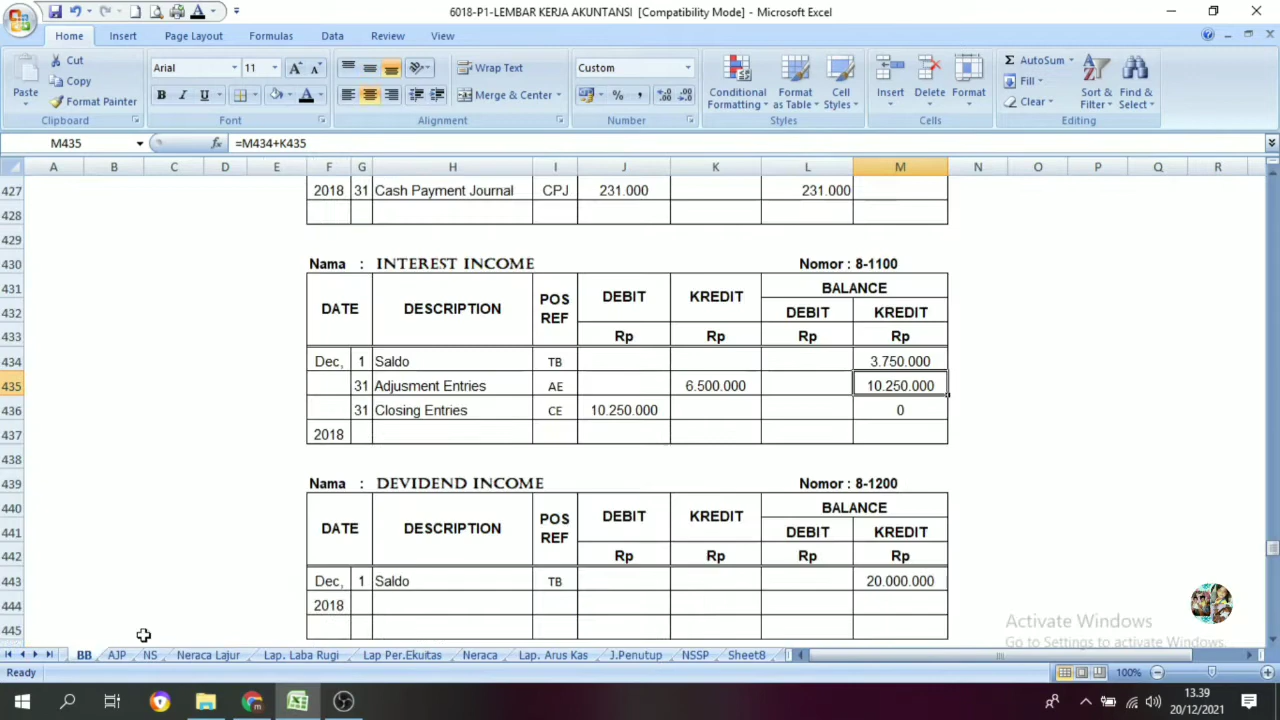 6018-P1-LEMBAR KERJA AKUNTANSI [Compatibility Mode] - Microsoft Excel
Home Insert Page Layout Formulas Data Review View
Paste Cut Copy Format Painter Clipboard
Arial 11 Font
Wrap Text Merge & Center Alignment
Custom Number
Conditional Formatting Format as Table Cell Styles Styles
Insert Delete Format Cells
AutoSum Fill Clear Sort & Filter Find & Select Editing
M435 =M434+K435
A B C D E F G H I J K L M N O P Q R
427 2018 31 Cash Payment Journal CPJ 231.000 231.000
428
429
430 Nama : INTEREST INCOME Nomor : 8-1100
431 DATE DESCRIPTION POS REF DEBIT KREDIT BALANCE
432 DEBIT KREDIT
433 Rp Rp Rp Rp
434 Dec, 1 Saldo TB 3.750.000
435 31 Adjusment Entries AE 6.500.000 10.250.000
436 31 Closing Entries CE 10.250.000 0
437 2018
438
439 Nama : DEVIDEND INCOME Nomor : 8-1200
440 DATE DESCRIPTION POS REF DEBIT KREDIT BALANCE
441 DEBIT KREDIT
442 Rp Rp Rp Rp
443 Dec, 1 Saldo TB 20.000.000
444 2018
445
Activate Windows
Go to Settings to activate Windows.
BB AJP NS Neraca Lajur Lap. Laba Rugi Lap Per.Ekuitas Neraca Lap. Arus Kas J.Penutup NSSP Sheet8
Ready 100%
13.39
20/12/2021